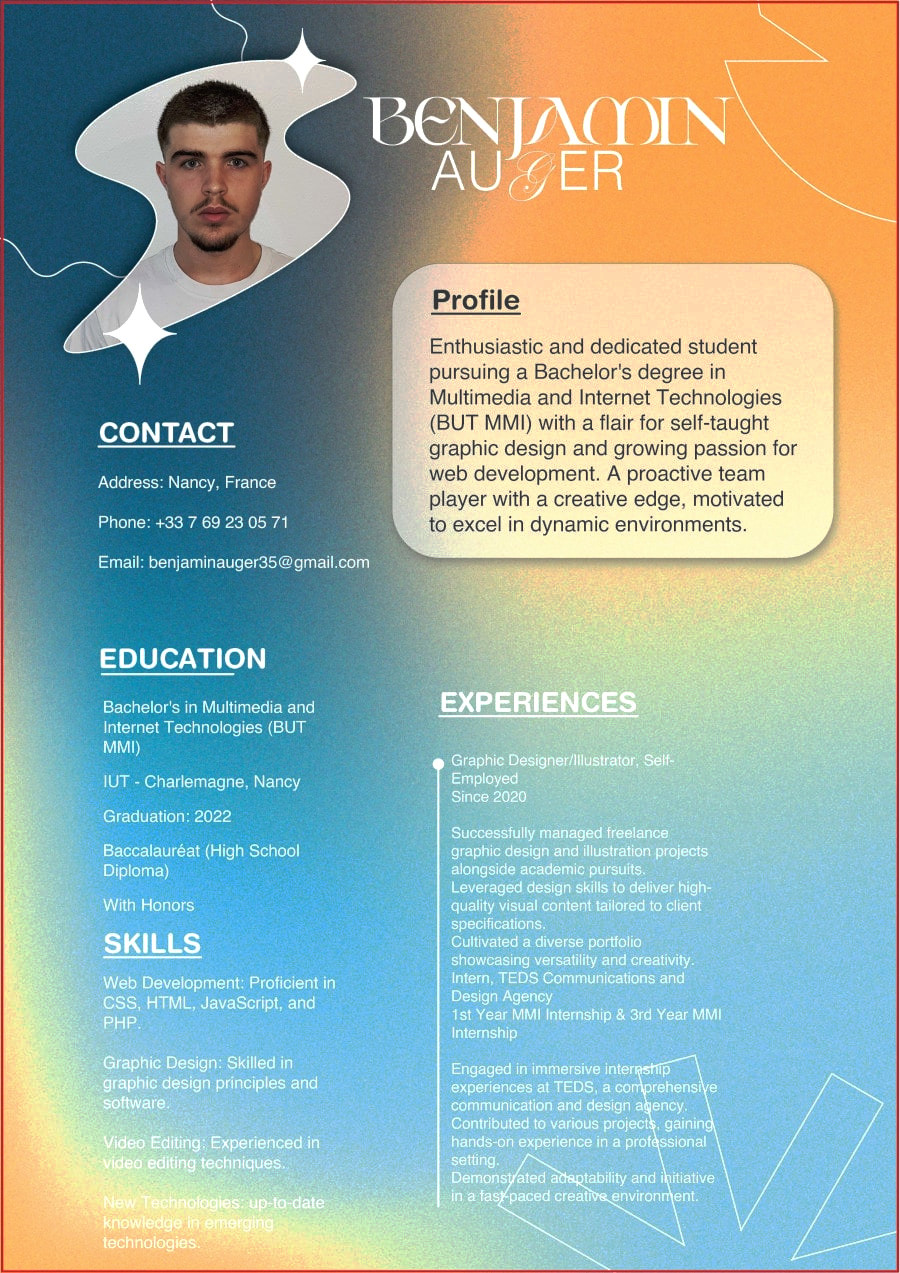 BENJAMIN
AUGER
Profile
Enthusiastic and dedicated student
pursuing a Bachelor's degree in
Multimedia and Internet Technologies
(BUT MMI) with a flair for self-taught
graphic design and growing passion for
web development. A proactive team
player with a creative edge, motivated
to excel in dynamic environments.
CONTACT
Address: Nancy, France
Phone: +33 7 69 23 05 71
Email: benjaminauger35@gmail.com
EDUCATION
Bachelor's in Multimedia and
Internet Technologies (BUT
MMI)
IUT - Charlemagne, Nancy
Graduation: 2022
Baccalauréat (High School
Diploma)
With Honors
SKILLS
Web Development: Proficient in
CSS, HTML, JavaScript, and
PHP.
Graphic Design: Skilled in
graphic design principles and
software.
Video Editing: Experienced in
video editing techniques.
New Technologies: up-to-date
knowledge in emerging
technologies.
EXPERIENCES
Graphic Designer/Illustrator, Self-
Employed
Since 2020
Successfully managed freelance
graphic design and illustration projects
alongside academic pursuits.
Leveraged design skills to deliver high-
quality visual content tailored to client
specifications.
Cultivated a diverse portfolio
showcasing versatility and creativity.
Intern, TEDS Communications and
Design Agency
1st Year MMI Internship & 3rd Year MMI
Internship
Engaged in immersive internship
experiences at TEDS, a comprehensive
communication and design agency.
Contributed to various projects, gaining
hands-on experience in a professional
setting.
Demonstrated adaptability and initiative
in a fast-paced creative environment.